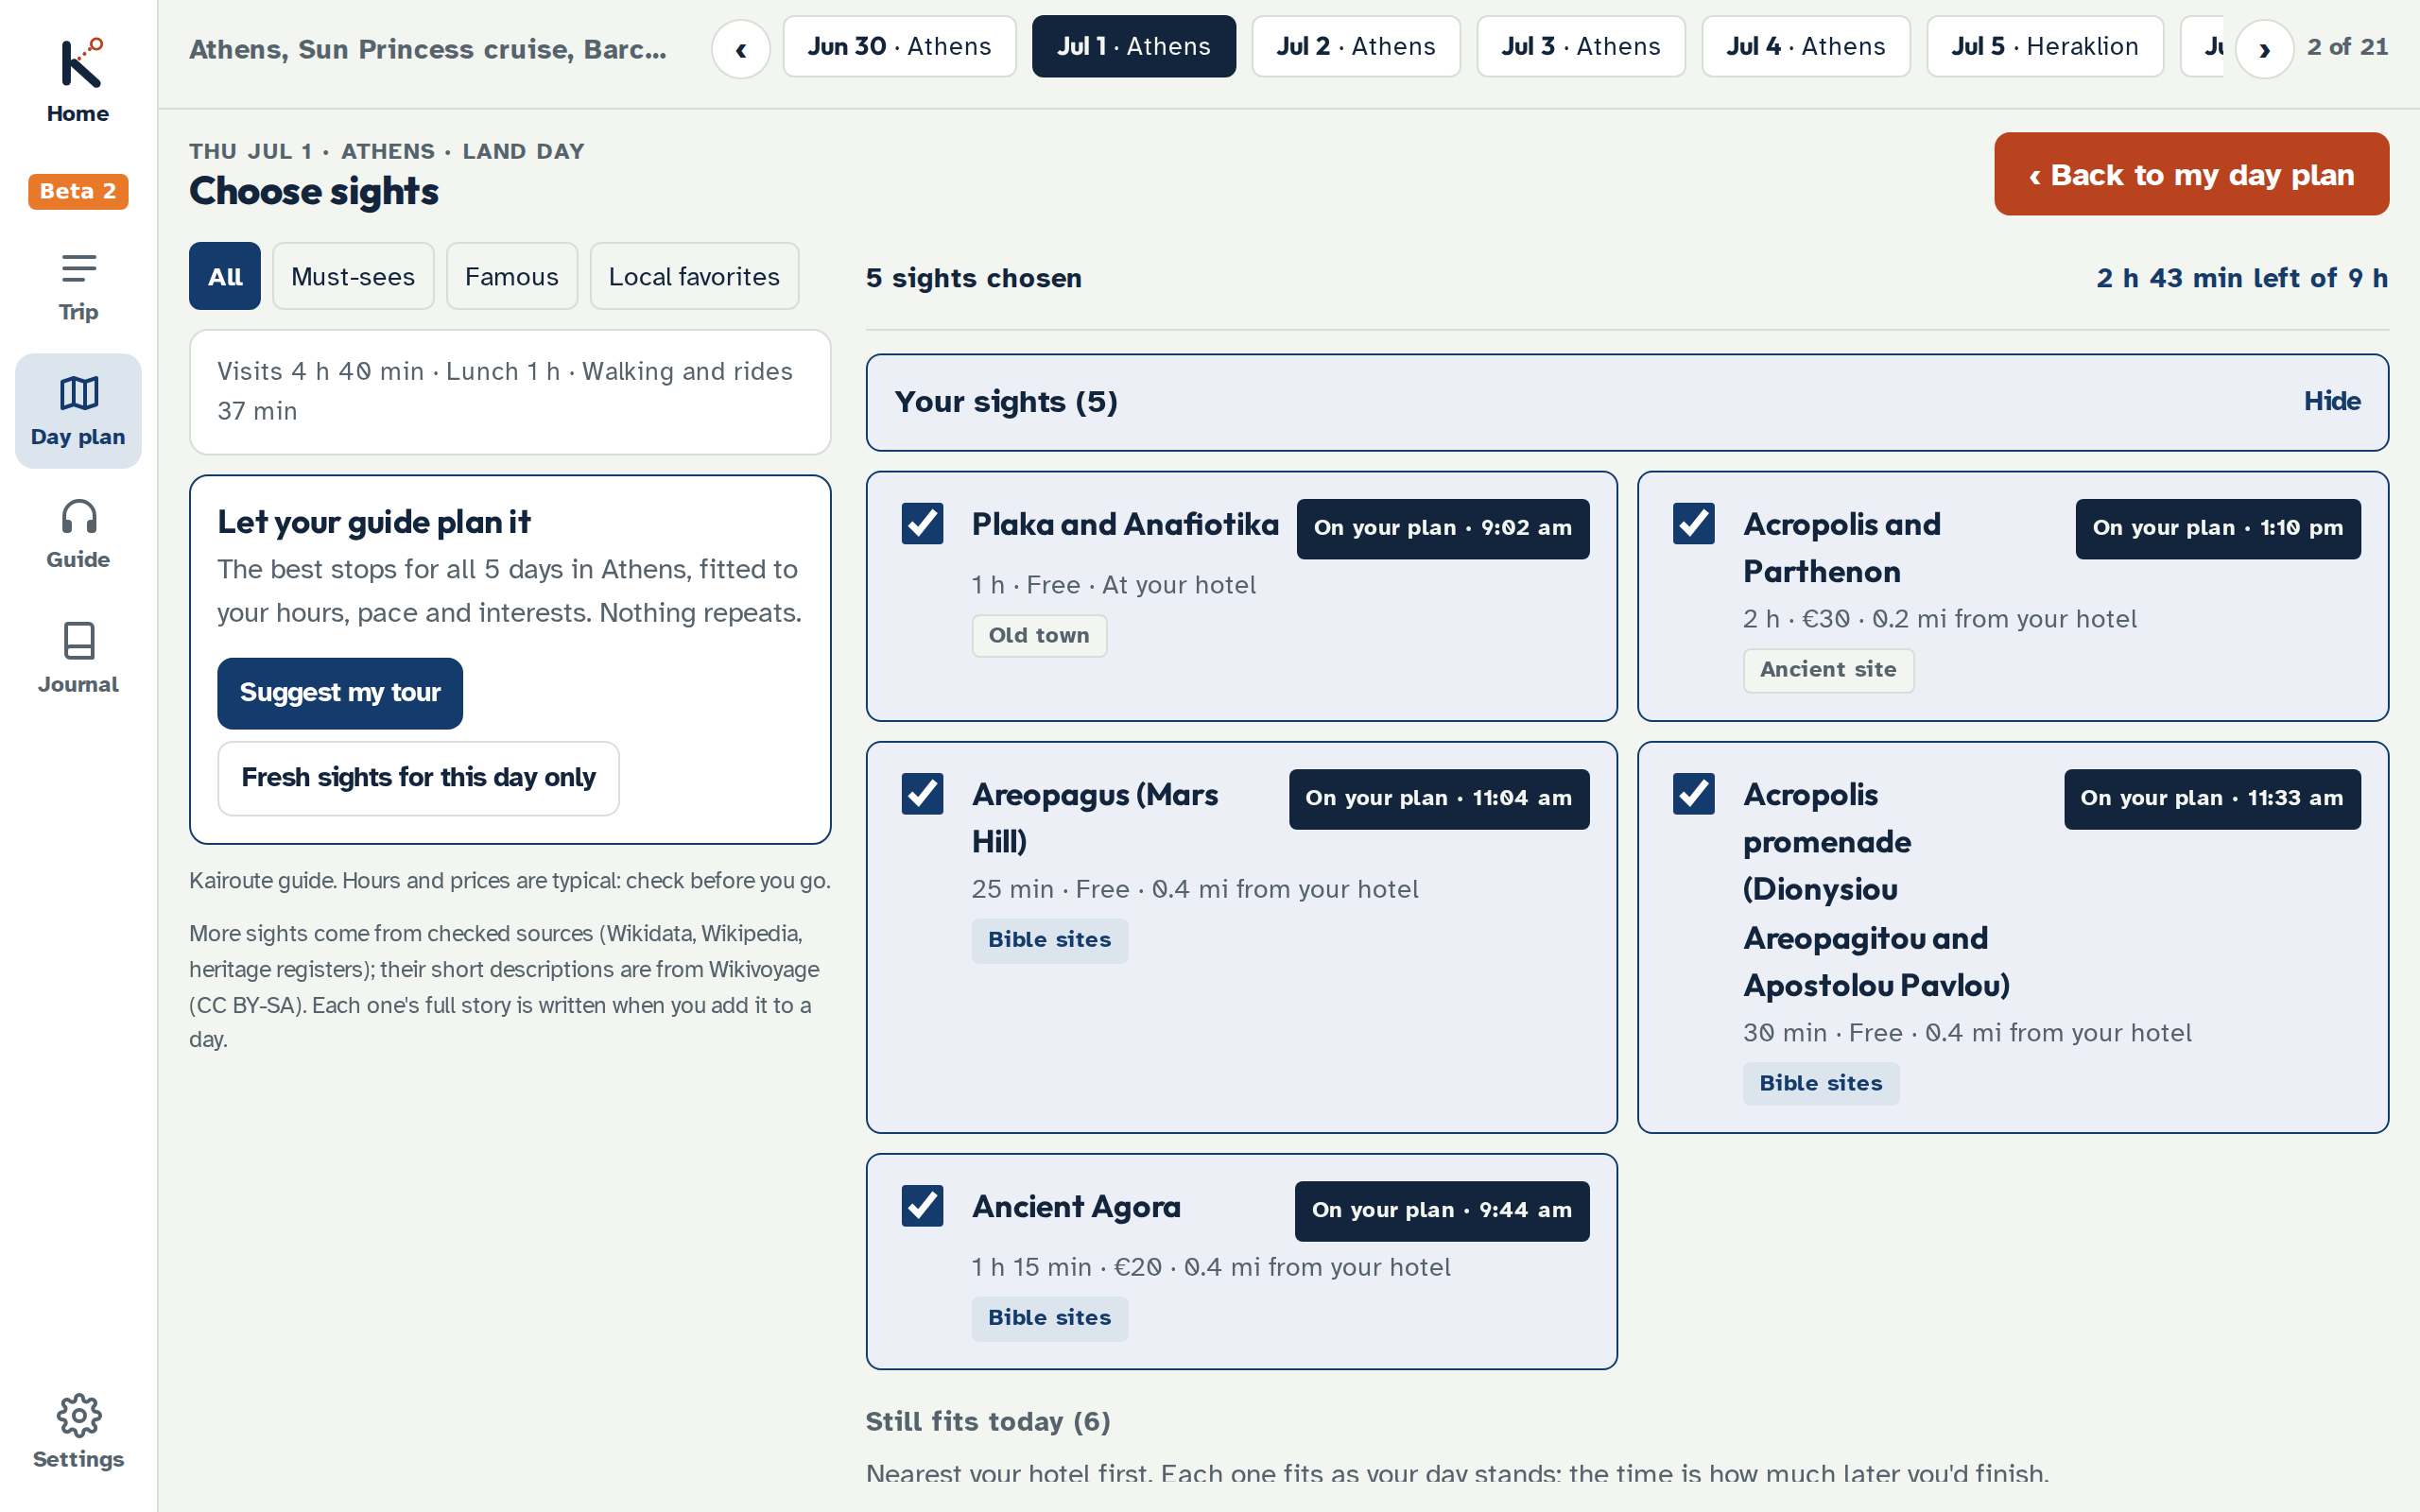 Home
Beta 2
Trip
Day plan
Guide
Journal
Settings
Athens, Sun Princess cruise, Barc...
‹
Jun 30 · Athens
Jul 1 · Athens
Jul 2 · Athens
Jul 3 · Athens
Jul 4 · Athens
Jul 5 · Heraklion
›
2 of 21
THU JUL 1 · ATHENS · LAND DAY
Choose sights
‹ Back to my day plan
All
Must-sees
Famous
Local favorites
Visits 4 h 40 min · Lunch 1 h · Walking and rides
37 min
Let your guide plan it
The best stops for all 5 days in Athens, fitted to
your hours, pace and interests. Nothing repeats.
Suggest my tour
Fresh sights for this day only
Kairoute guide. Hours and prices are typical: check before you go.
More sights come from checked sources (Wikidata, Wikipedia,
heritage registers); their short descriptions are from Wikivoyage
(CC BY-SA). Each one's full story is written when you add it to a
day.
5 sights chosen
2 h 43 min left of 9 h
Your sights (5)
Hide
Plaka and Anafiotika
On your plan · 9:02 am
1 h · Free · At your hotel
Old town
Acropolis and
Parthenon
On your plan · 1:10 pm
2 h · €30 · 0.2 mi from your hotel
Ancient site
Areopagus (Mars
Hill)
On your plan · 11:04 am
25 min · Free · 0.4 mi from your hotel
Bible sites
Acropolis
promenade
(Dionysiou
Areopagitou and
Apostolou Pavlou)
On your plan · 11:33 am
30 min · Free · 0.4 mi from your hotel
Bible sites
Ancient Agora
On your plan · 9:44 am
1 h 15 min · €20 · 0.4 mi from your hotel
Bible sites
Still fits today (6)
Nearest your hotel first. Each one fits as your day stands: the time is how much later you'd finish.